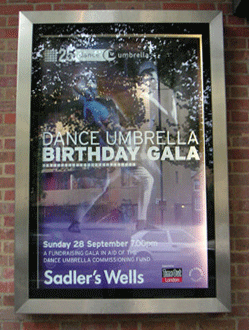 25 dance umbrella
DANCE UMBRELLA
BIRTHDAY GALA
Sunday 28 September 7.00pm
A FUNDRAISING GALA IN AID OF THE
DANCE UMBRELLA COMMISSIONING FUND
Sadler's Wells
London